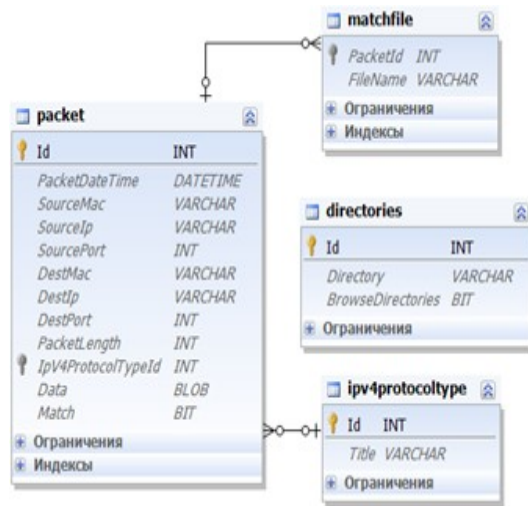 matchfile
PacketId INT
FileName VARCHAR
Ограничения
Индексы
packet
Id INT
PacketDateTime DATETIME
SourceMac VARCHAR
SourceIp VARCHAR
SourcePort INT
DestMac VARCHAR
DestIp VARCHAR
DestPort INT
PacketLength INT
IpV4ProtocolTypeId INT
Data BLOB
Match BIT
Ограничения
Индексы
directories
Id INT
Directory VARCHAR
BrowseDirectories BIT
Ограничения
ipv4protocoltype
Id INT
Title VARCHAR
Ограничения